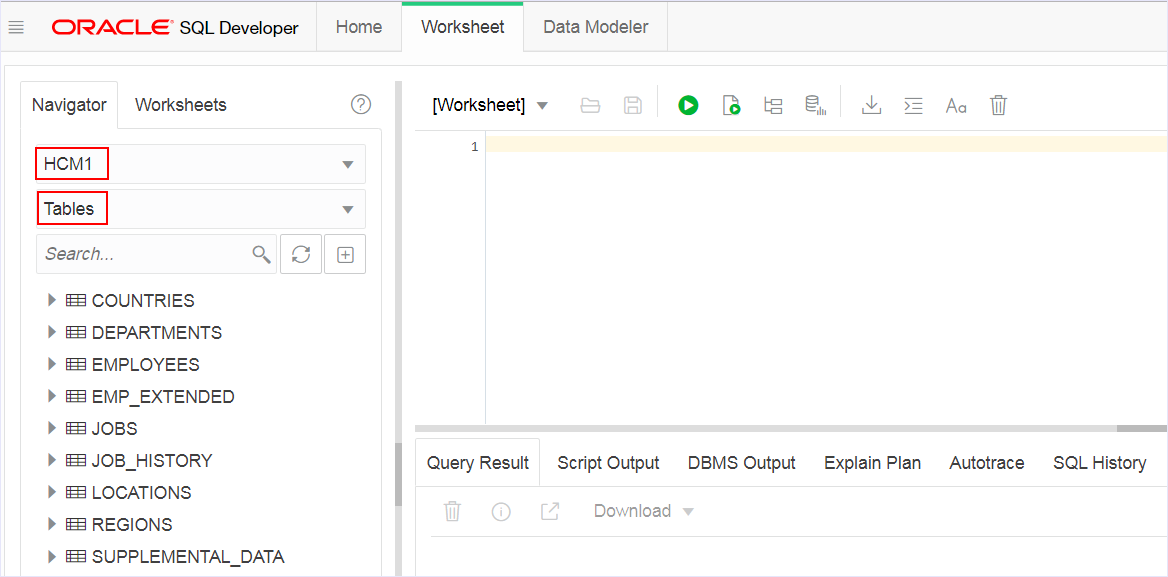 ORACLE SQL Developer Home Worksheet Data Modeler
Navigator Worksheets
HCM1
Tables
Search...
COUNTRIES
DEPARTMENTS
EMPLOYEES
EMP_EXTENDED
JOBS
JOB_HISTORY
LOCATIONS
REGIONS
SUPPLEMENTAL_DATA
[Worksheet] Aa
1
Query Result Script Output DBMS Output Explain Plan Autotrace SQL History
Download